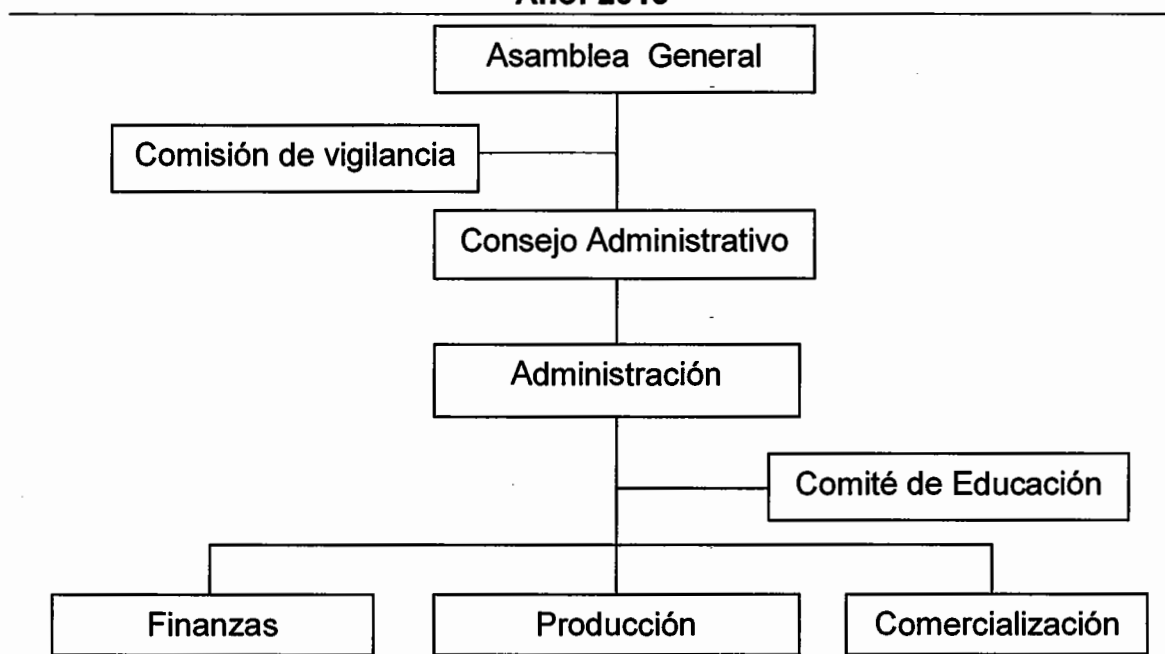 Asamblea General
Comisión de vigilancia
Consejo Administrativo
Administración
Comité de Educación
Finanzas
Producción
Comercialización